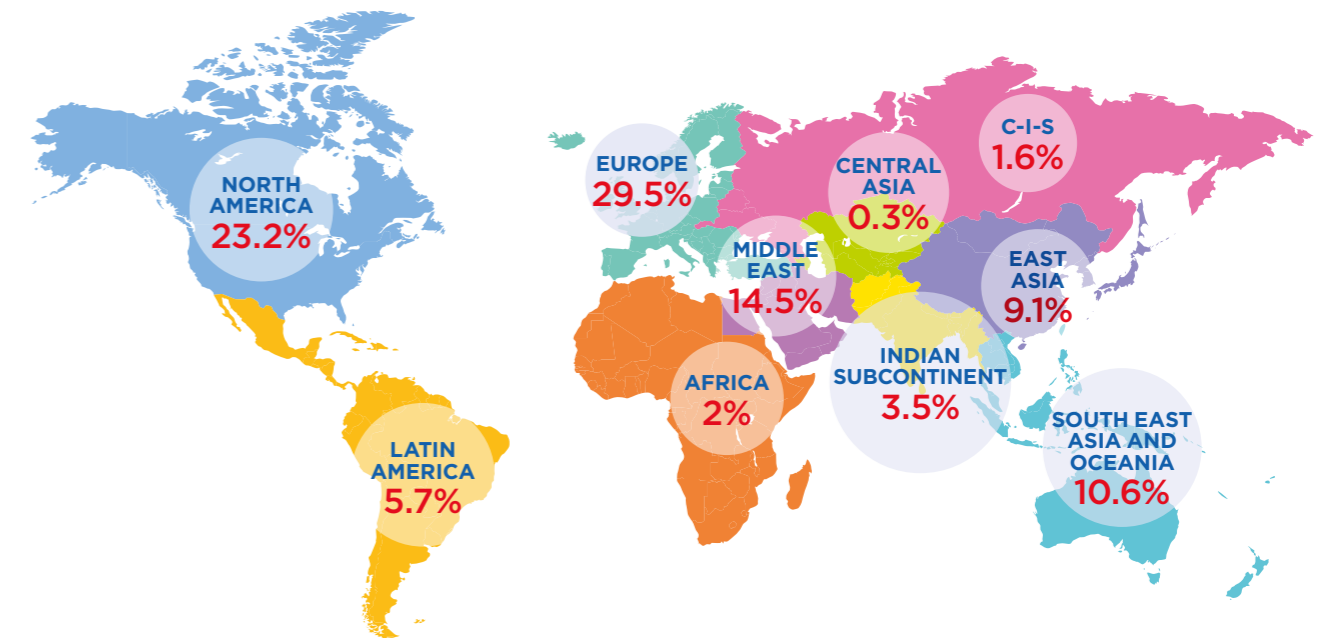 NORTH
AMERICA
23.2%
LATIN
AMERICA
5.7%
EUROPE
29.5%
MIDDLE
EAST
14.5%
AFRICA
2%
CENTRAL
ASIA
0.3%
C-I-S
1.6%
EAST
ASIA
9.1%
INDIAN
SUBCONTINENT
3.5%
SOUTH EAST
ASIA AND
OCEANIA
10.6%